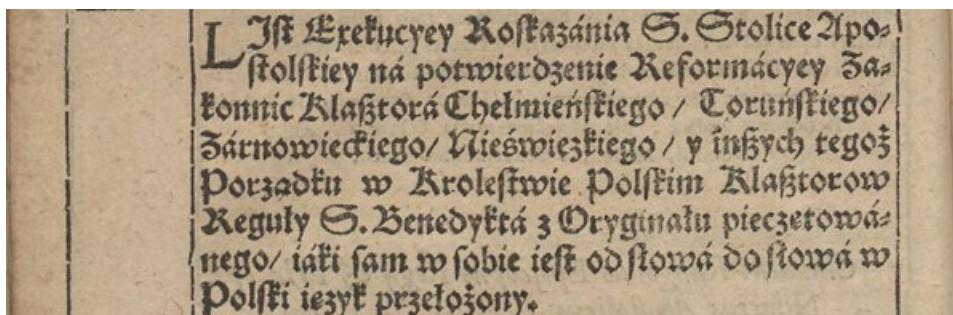 LIſt Exekucyey Roſkazánia S. Stolice Apo⸗
ſtolſkiey ná potwierdzenie Reformácyey Za⸗
konnic Klaßtorá Chełmieńſkiego / Toruńſkiego /
Zárnowieckiego / Nieświezkiego / y inßych tegoż
Porządku w Kroleſtwie Polſkim Klaßtorow
Reguły S. Benedyktá z Oryginału pieczętowá⸗
nego / iáki ſam w ſobie ieſt od ſłowá do ſłowá w
Polſki ięzyk przełożony.